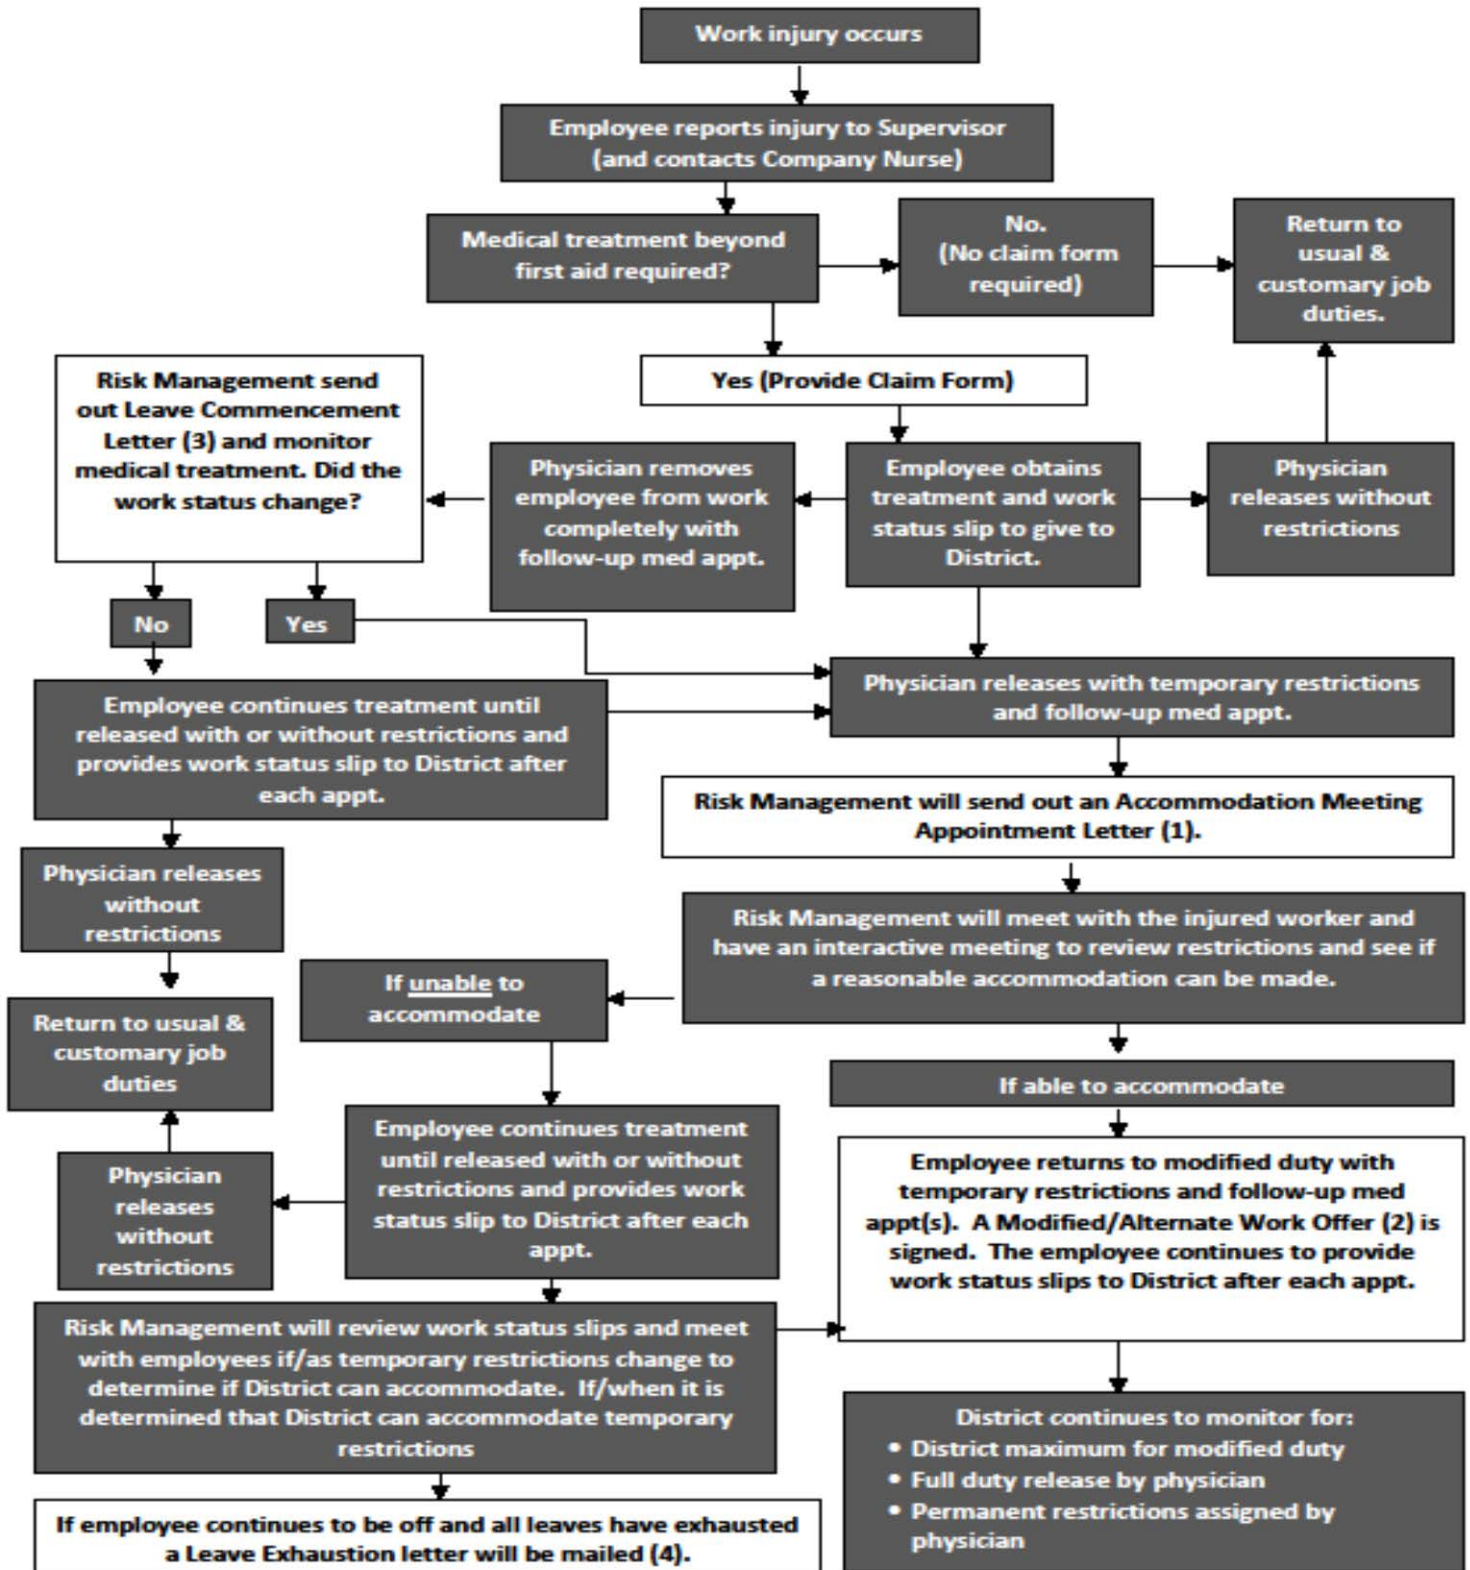 Work injury occurs
Employee reports injury to Supervisor
(and contacts Company Nurse)
Medical treatment beyond
first aid required?
No.
(No claim form
required)
Return to
usual &
customary job
duties.
Yes (Provide Claim Form)
Risk Management send
out Leave Commencement
Letter (3) and monitor
medical treatment. Did the
work status change?
Physician removes
employee from work
completely with
follow-up med appt.
Employee obtains
treatment and work
status slip to give to
District.
Physician
releases without
restrictions
No
Yes
Physician releases with temporary restrictions
and follow-up med appt.
Employee continues treatment until
released with or without restrictions and
provides work status slip to District after
each appt.
Risk Management will send out an Accommodation Meeting
Appointment Letter (1).
Physician releases
without
restrictions
Risk Management will meet with the injured worker and
have an interactive meeting to review restrictions and see if
a reasonable accommodation can be made.
If unable to
accommodate
Return to usual &
customary job
duties
If able to accommodate
Employee continues treatment
until released with or without
restrictions and provides work
status slip to District after each
appt.
Physician
releases
without
restrictions
Employee returns to modified duty with
temporary restrictions and follow-up med
appt(s). A Modified/Alternate Work Offer (2) is
signed. The employee continues to provide
work status slips to District after each appt.
Risk Management will review work status slips and meet
with employees if/as temporary restrictions change to
determine if District can accommodate. If/when it is
determined that District can accommodate temporary
restrictions
District continues to monitor for:
• District maximum for modified duty
• Full duty release by physician
• Permanent restrictions assigned by
physician
If employee continues to be off and all leaves have exhausted
a Leave Exhaustion letter will be mailed (4).